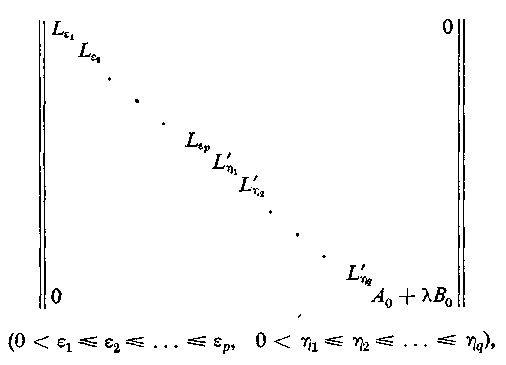 L_{ε_1} 0
L_{ε_2}
L_{ε_p}
L'_{η_1}
L'_{η_2}
L'_{η_q}
0 A_0 + λB_0
(0 < ε_1 ⩽ ε_2 ⩽ ... ⩽ ε_p, 0 < η_1 ⩽ η_2 ⩽ ... ⩽ η_q),